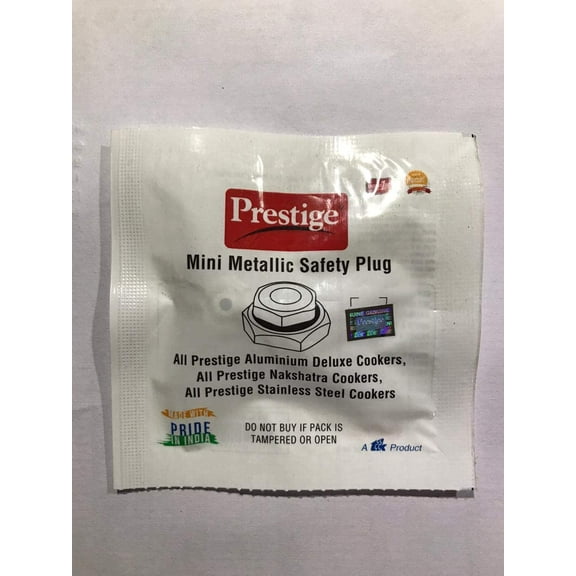 Prestige
Mini Metallic Safety Plug
Prestige
All Prestige Aluminium Deluxe Cookers,
All Prestige Nakshatra Cookers,
All Prestige Stainless Steel Cookers
MADE WITH
PRIDE
IN INDIA
DO NOT BUY IF PACK IS
TAMPERED OR OPEN
A
Product